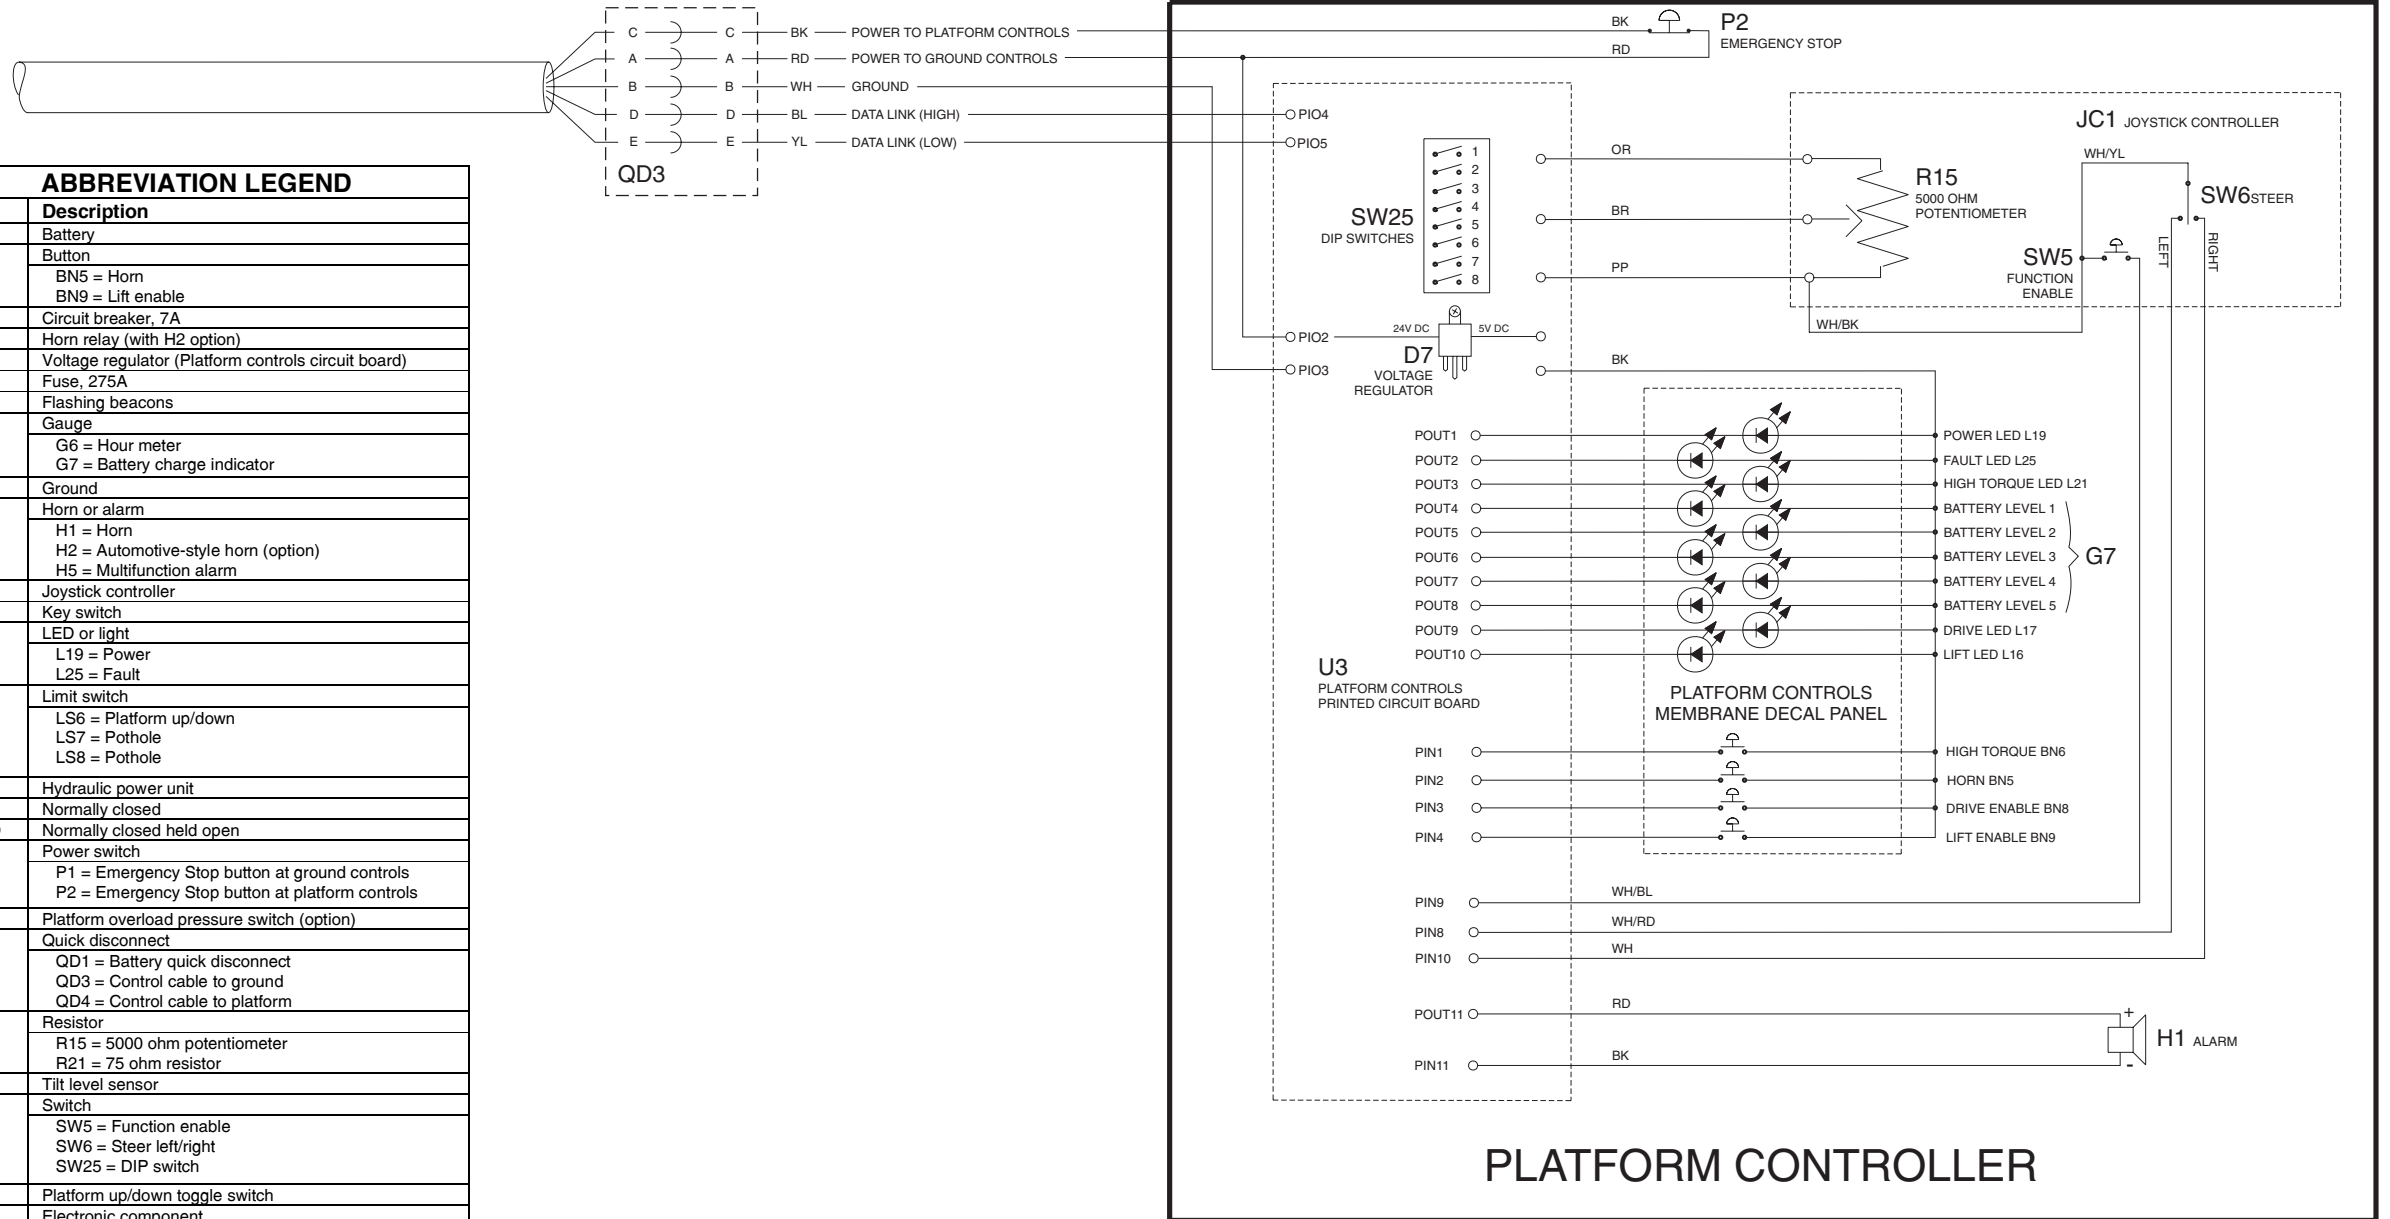 C C BK POWER TO PLATFORM CONTROLS
A A RD POWER TO GROUND CONTROLS
B B WH GROUND
D D BL DATA LINK (HIGH)
E E YL DATA LINK (LOW)
QD3
ABBREVIATION LEGEND
Description
Battery
Button
BN5 = Horn
BN9 = Lift enable
Circuit breaker, 7A
Horn relay (with H2 option)
Voltage regulator (Platform controls circuit board)
Fuse, 275A
Flashing beacons
Gauge
G6 = Hour meter
G7 = Battery charge indicator
Ground
Horn or alarm
H1 = Horn
H2 = Automotive-style horn (option)
H5 = Multifunction alarm
Joystick controller
Key switch
LED or light
L19 = Power
L25 = Fault
Limit switch
LS6 = Platform up/down
LS7 = Pothole
LS8 = Pothole
Hydraulic power unit
Normally closed
Normally closed held open
Power switch
P1 = Emergency Stop button at ground controls
P2 = Emergency Stop button at platform controls
Platform overload pressure switch (option)
Quick disconnect
QD1 = Battery quick disconnect
QD3 = Control cable to ground
QD4 = Control cable to platform
Resistor
R15 = 5000 ohm potentiometer
R21 = 75 ohm resistor
Tilt level sensor
Switch
SW5 = Function enable
SW6 = Steer left/right
SW25 = DIP switch
Platform up/down toggle switch
Electronic component
BK
RD
P2
EMERGENCY STOP
PIO4
PIO5
1
2
3
4
5
6
7
8
SW25
DIP SWITCHES
OR
BR
PP
JC1 JOYSTICK CONTROLLER
R15
5000 OHM
POTENTIOMETER
WH/YL
SW6 STEER
LEFT
RIGHT
SW5
FUNCTION
ENABLE
WH/BK
PIO2
24V DC
5V DC
D7
VOLTAGE
REGULATOR
PIO3
BK
POUT1 POWER LED L19
POUT2 FAULT LED L25
POUT3 HIGH TORQUE LED L21
POUT4 BATTERY LEVEL 1
POUT5 BATTERY LEVEL 2
POUT6 BATTERY LEVEL 3
POUT7 BATTERY LEVEL 4
POUT8 BATTERY LEVEL 5
G7
POUT9 DRIVE LED L17
POUT10 LIFT LED L16
U3
PLATFORM CONTROLS
PRINTED CIRCUIT BOARD
PLATFORM CONTROLS
MEMBRANE DECAL PANEL
PIN1 HIGH TORQUE BN6
PIN2 HORN BN5
PIN3 DRIVE ENABLE BN8
PIN4 LIFT ENABLE BN9
PIN9 WH/BL
PIN8 WH/RD
PIN10 WH
POUT11 RD +
H1 ALARM
PIN11 BK -
PLATFORM CONTROLLER